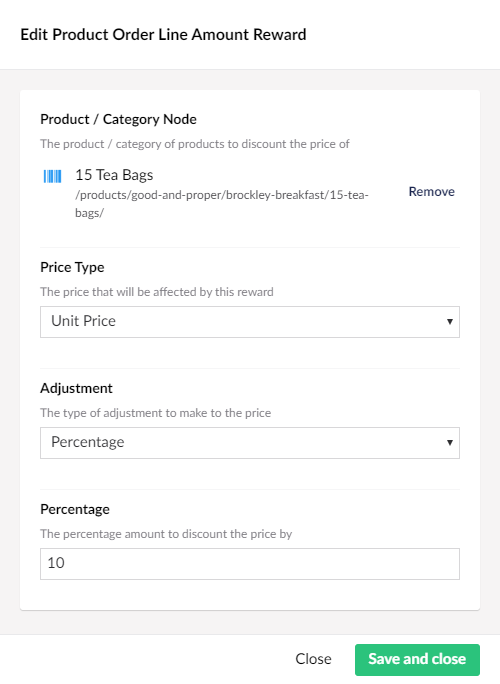 Edit Product Order Line Amount Reward
Product / Category Node
The product / category of products to discount the price of
15 Tea Bags
/products/good-and-proper/brockley-breakfast/15-tea-
bags/
Remove
Price Type
The price that will be affected by this reward
Unit Price
Adjustment
The type of adjustment to make to the price
Percentage
Percentage
The percentage amount to discount the price by
10
Close
Save and close